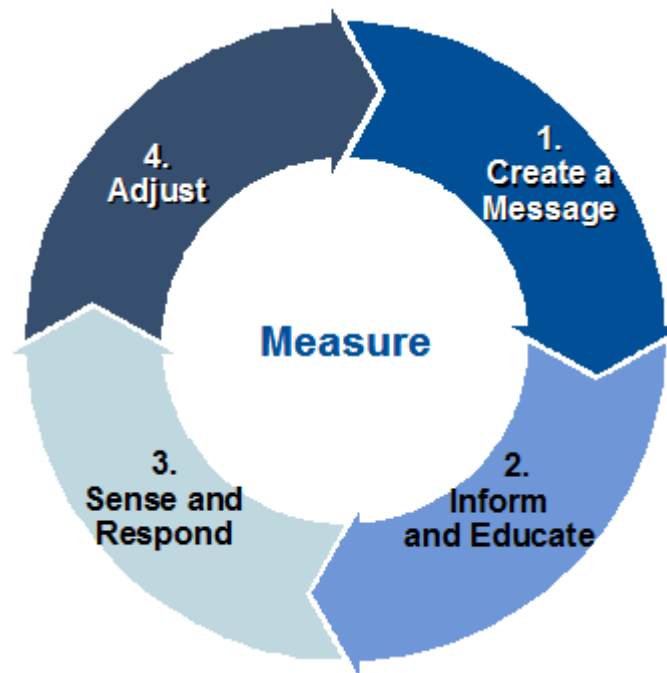 1.
Create a
Message
2.
Inform
and Educate
3.
Sense and
Respond
4.
Adjust
Measure